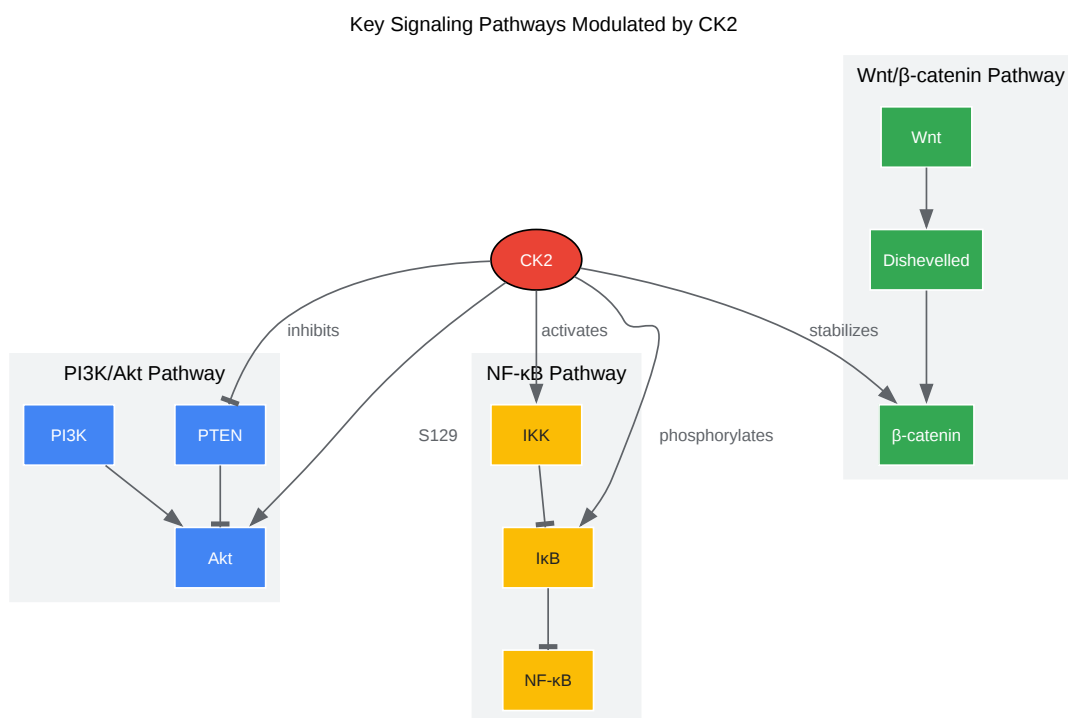 Key Signaling Pathways Modulated by CK2
Wnt/β-catenin Pathway
Wnt
CK2
Dishevelled
inhibits
activates
stabilizes
PI3K/Akt Pathway
NF-κB Pathway
PI3K
PTEN
S129
IKK
phosphorylates
β-catenin
Akt
IκB
NF-κB